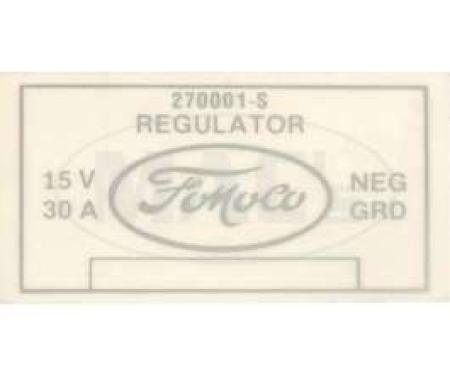 270001-S
REGULATOR
15 V
30 A
FoMoCo
NEG
GRD